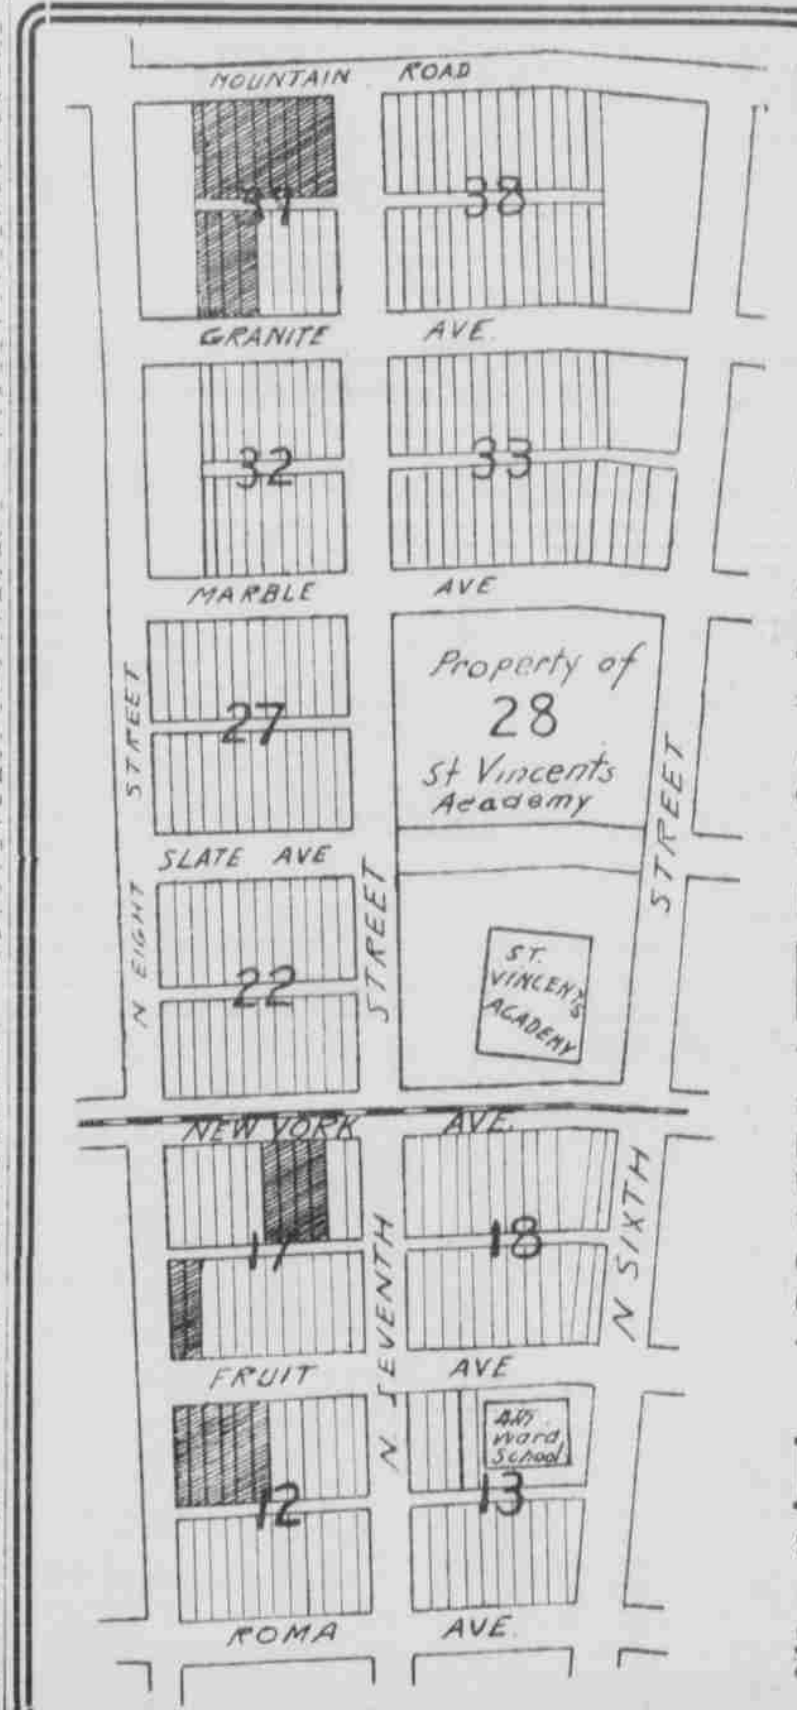 MOUNTAIN ROAD
38
GRANITE AVE.
32 33
MARBLE AVE
27
Property of
28
St Vincents
Academy
N EIGHT STREET
SLATE AVE
22
ST.
VINCENTS
ACADEMY
NEW YORK AVE.
17 18
N SEVENTH STREET
N SIXTH STREET
FRUIT AVE
Ward
School
12 13
ROMA AVE.